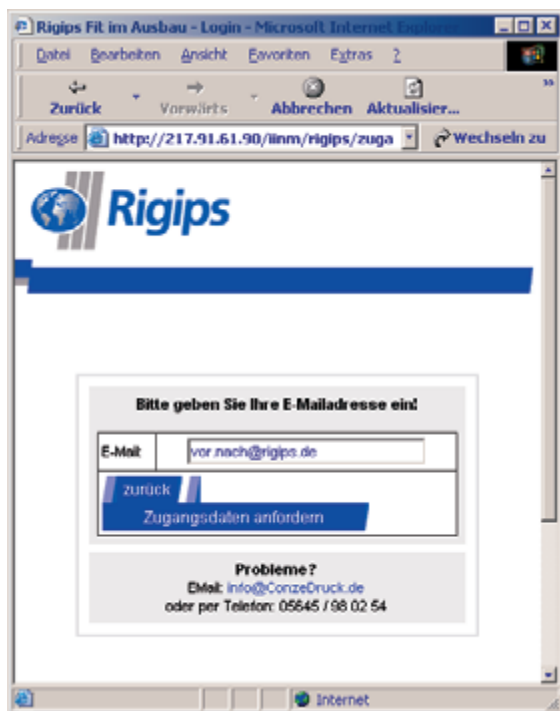 Rigips Fit im Ausbau - Login - Microsoft Internet Explorer
Datei Bearbeiten Ansicht Favoriten Extras ?
Zurück Vorwärts Abbrechen Aktualisier... »
Adresse http://217.91.61.90/iinm/rigips/zuga Wechseln zu
Rigips
Bitte geben Sie Ihre E-Mailadresse ein!
E-Mail: vor.nach@rigips.de
zurück
Zugangsdaten anfordern
Probleme?
EMail: info@ConzeDruck.de
oder per Telefon: 05645 / 98 02 54
Internet